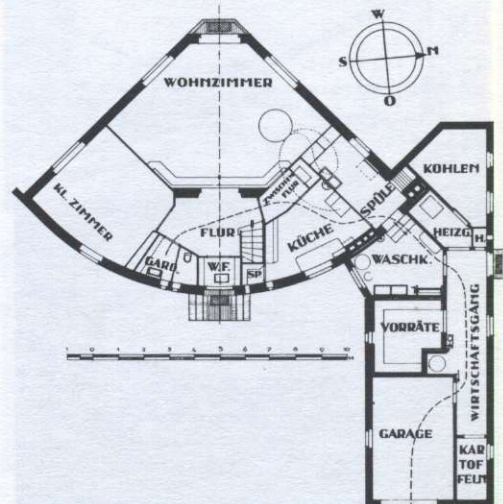 W
S N
O
WOHNZIMMER
KL. ZIMMER
ZWISCHEN
FLUR
FLUR
GARD.
W.F.
SP
KÜCHE
SPÜLE
KOHLEN
HEIZG
H.
WASCHK.
WIRTSCHAFTSGANG
VORRÄTE
GARAGE
KAR
TOF
FELN
1 0 1 2 3 4 5 6 7 8 9 10